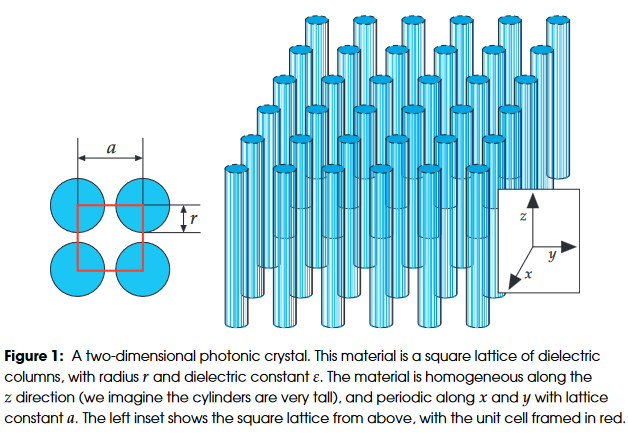 a
r
z
y
x
Figure 1: A two-dimensional photonic crystal. This material is a square lattice of dielectric
columns, with radius r and dielectric constant ε. The material is homogeneous along the
z direction (we imagine the cylinders are very tall), and periodic along x and y with lattice
constant a. The left inset shows the square lattice from above, with the unit cell framed in red.